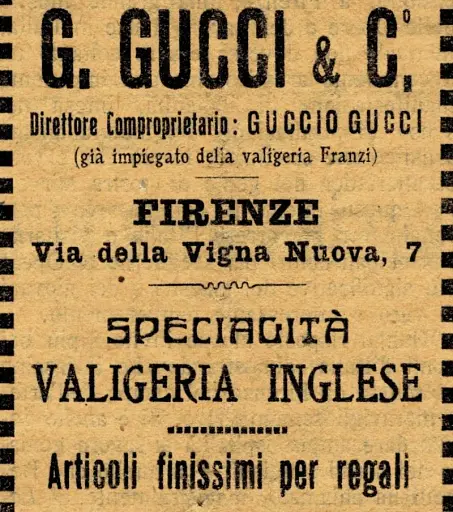 G. GUCCI & C.º
Direttore Comproprietario: GUCCIO GUCCI
(già impiegato della valigeria Franzi)
FIRENZE
Via della Vigna Nuova, 7
SPECIALITÀ
VALIGERIA INGLESE
Articoli finissimi per regali